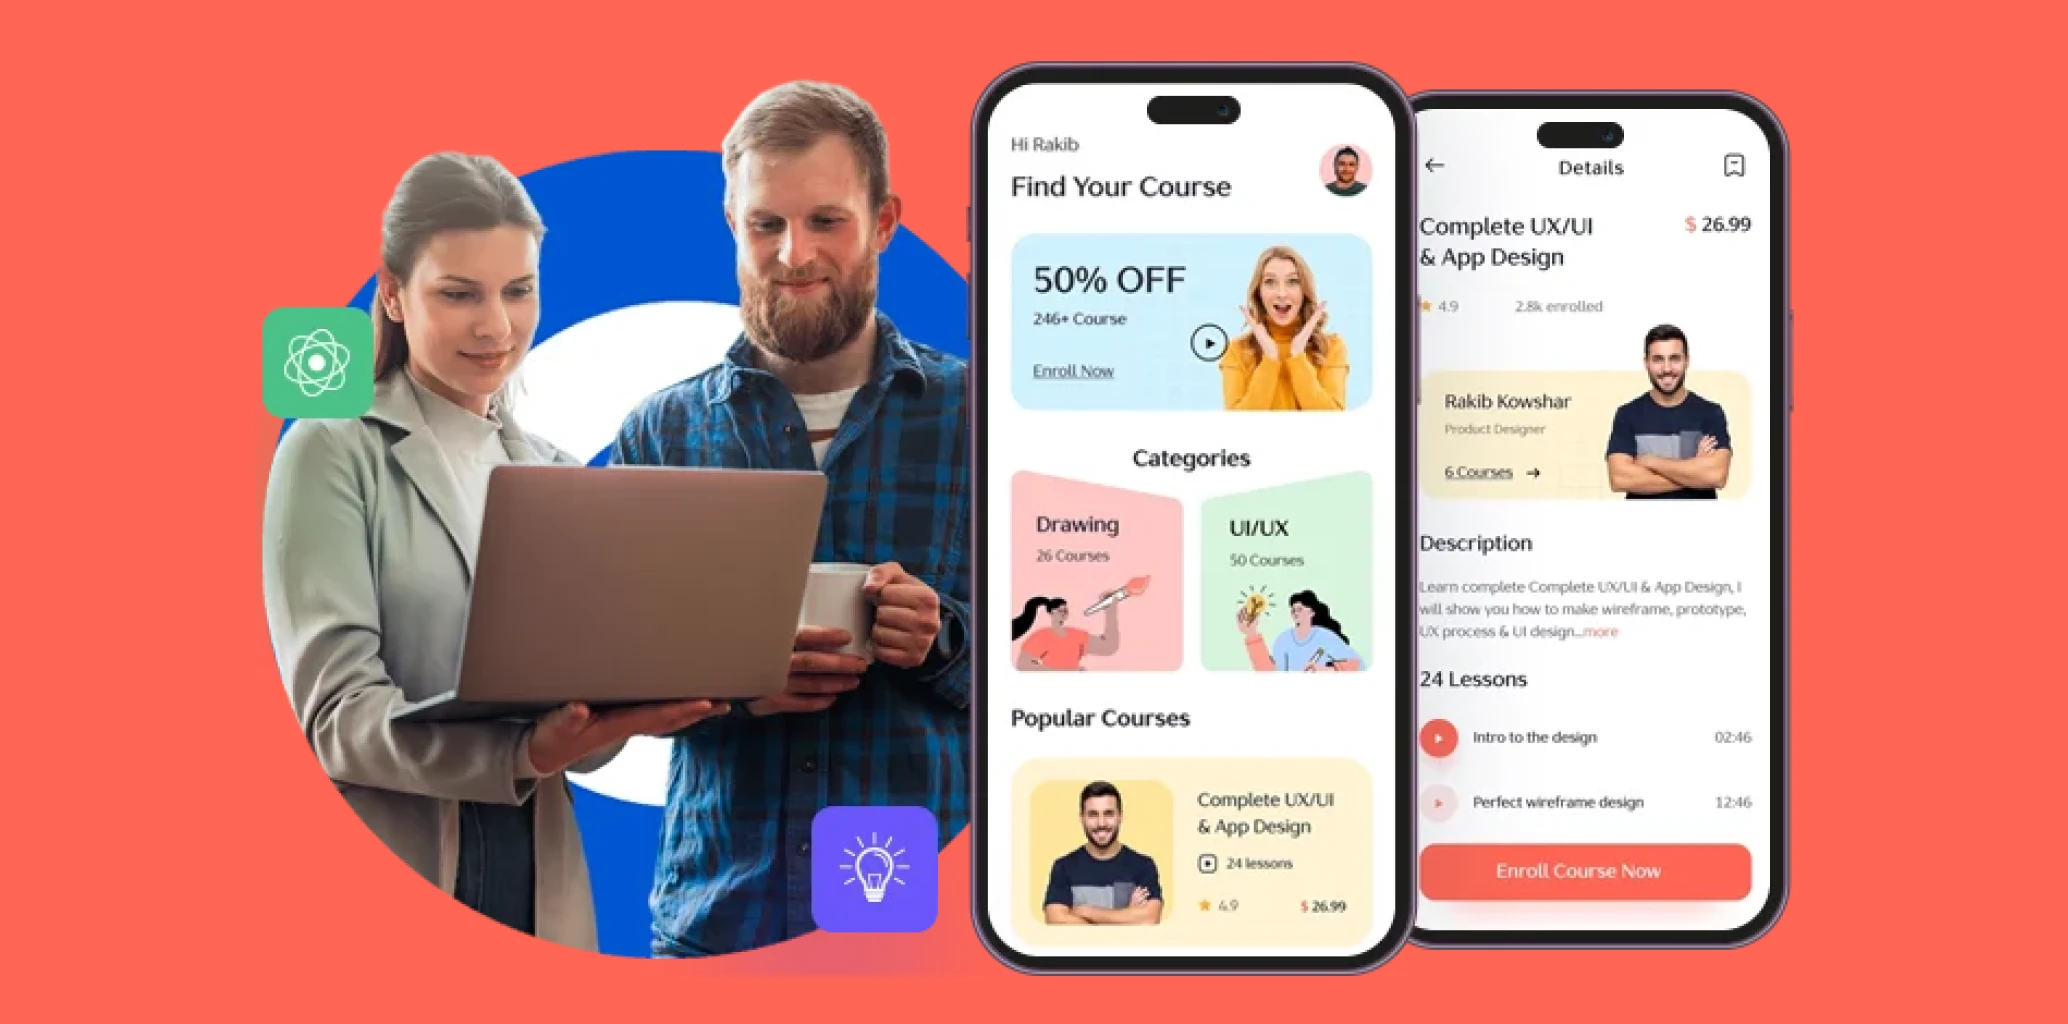 Hi Rakib
Find Your Course
50% OFF
246+ Course
Enroll Now
Categories
Drawing
26 Courses
UI/UX
50 Courses
Popular Courses
Complete UX/UI
& App Design
24 lessons
4.9
$ 26.99
Details
Complete UX/UI
& App Design
$ 26.99
4.9
2.8k enrolled
Rakib Kowshar
Product Designer
6 Courses
Description
Learn complete Complete UX/UI & App Design, I
will show you how to make wireframe, prototype,
UX process & UI design...more
24 Lessons
Intro to the design
02:46
Perfect wireframe design
12:46
Enroll Course Now